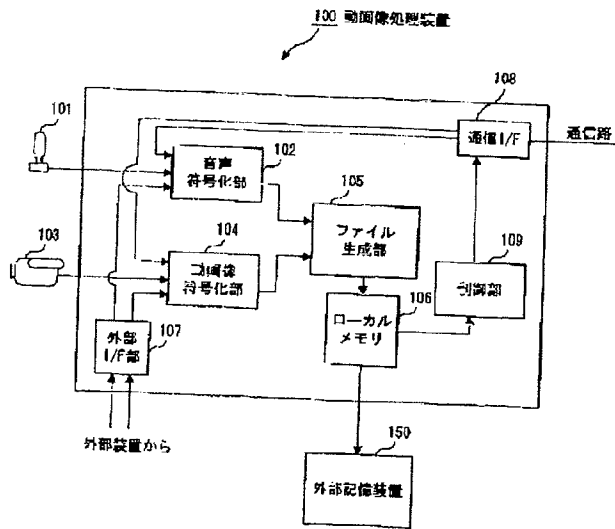 100 動画像処理装置
108
101
通信I/F
通信路
102
音声
符号化部
105
ファイル
生成部
104
109
103
動画像
符号化部
制御部
106
ローカル
メモリ
外部
I/F部
107
外部装置から
150
外部記憶装置